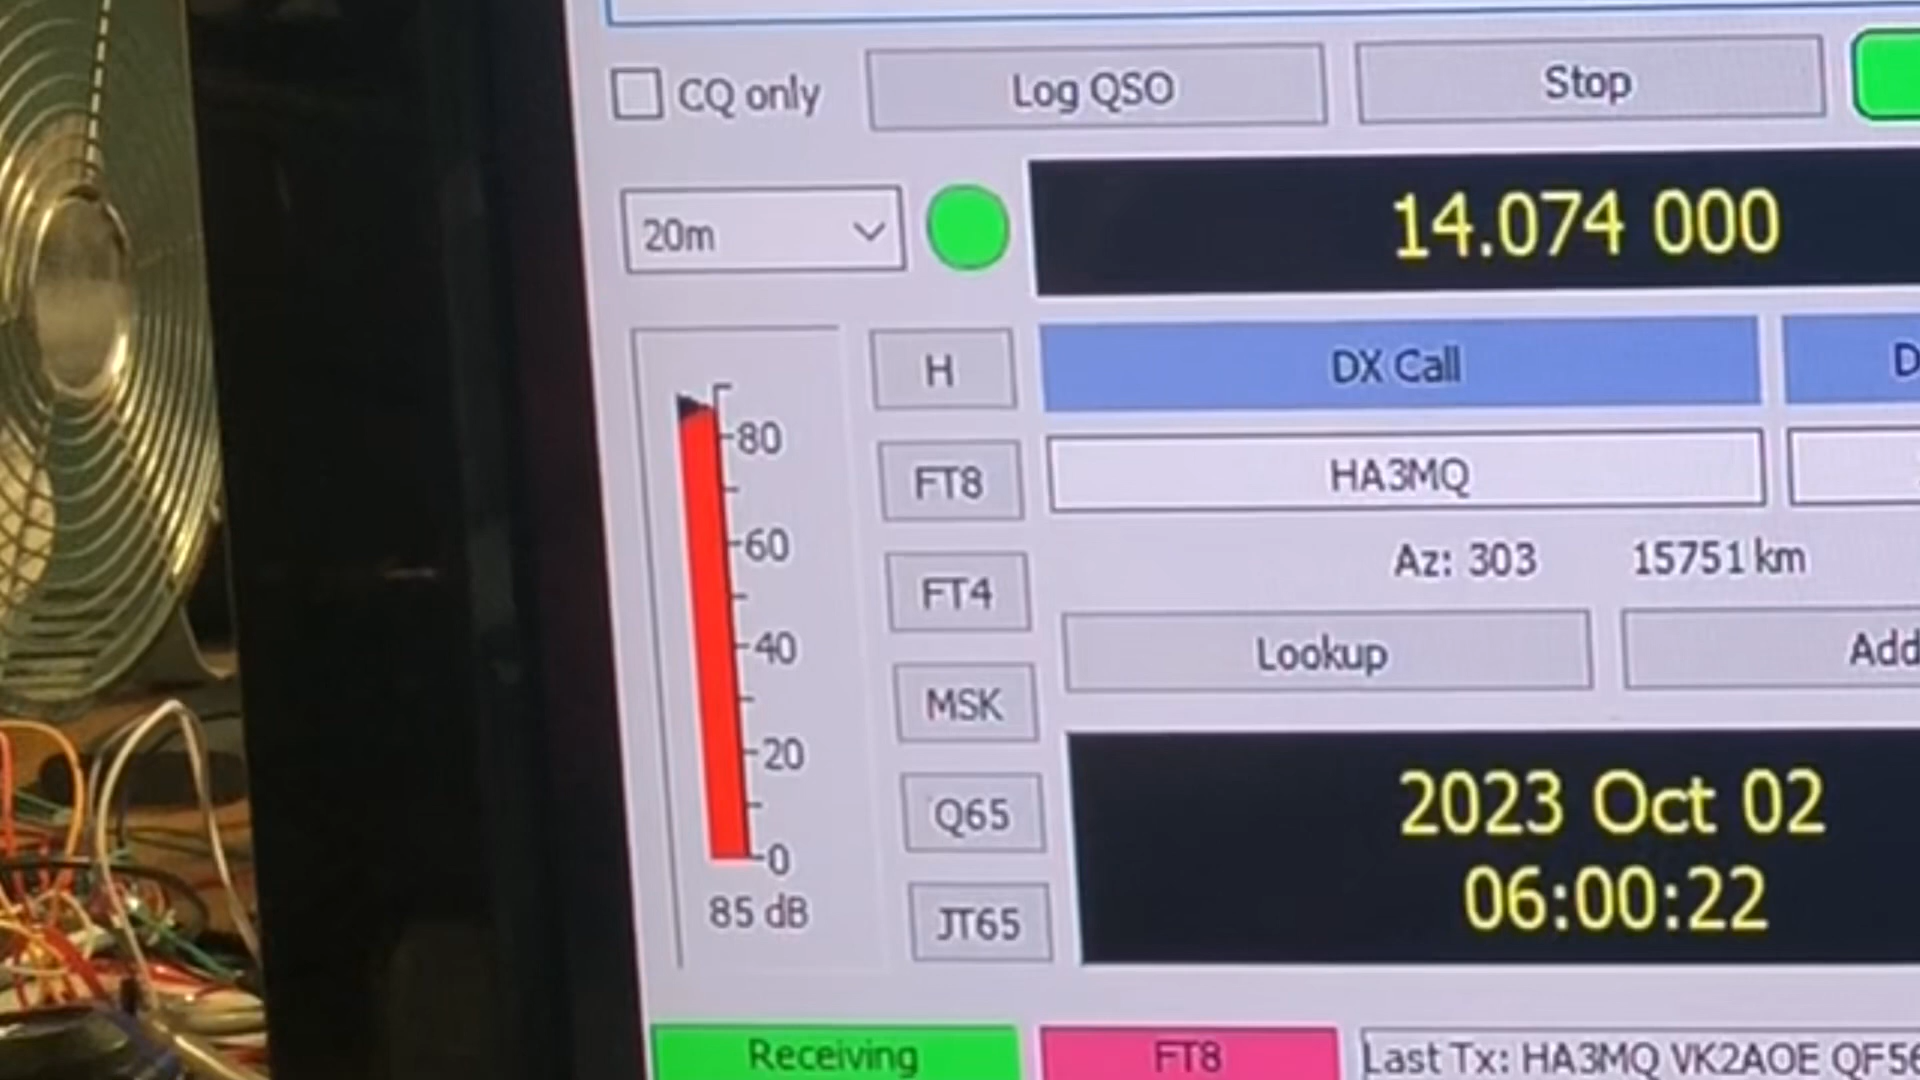 CQ only Log QSO Stop
20m 14.074 000
H DX Call
80
FT8 HA3MQ
60 Az: 303 15751 km
FT4
40 Lookup Add
MSK
20
Q65 2023 Oct 02
0 06:00:22
85 dB JT65
Receiving FT8 Last Tx: HA3MQ VK2AOE QF56